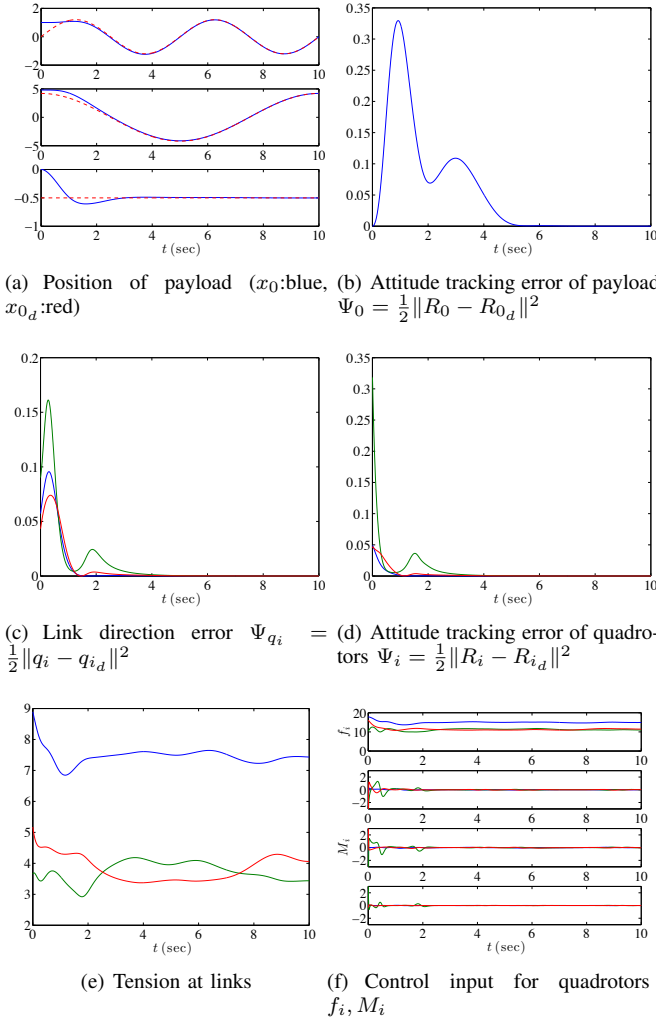 2
0
−2
0 2 4 6 8 10
5
0
−5
0 2 4 6 8 10
0
−0.5
−1
0 2 4 6 8 10
t (sec)
0.35
0.3
0.25
0.2
0.15
0.1
0.05
0
0 2 4 6 8 10
t (sec)
(a) Position of payload (x0:blue,
x0d:red)
(b) Attitude tracking error of payload
Ψ0 = 1/2‖R0 − R0d‖²
0.2
0.15
0.1
0.05
0
0 2 4 6 8 10
t (sec)
0.35
0.3
0.25
0.2
0.15
0.1
0.05
0
0 2 4 6 8 10
t (sec)
(c) Link direction error Ψqi =
1/2‖qi − qid‖²
(d) Attitude tracking error of quadro-
tors Ψi = 1/2‖Ri − Rid‖²
9
8
7
6
5
4
3
2
0 2 4 6 8 10
t (sec)
20
10
0
fi
0 2 4 6 8 10
0
−2
0 2 4 6 8 10
0
−2
Mi
0 2 4 6 8 10
0
−2
0 2 4 6 8 10
t (sec)
(e) Tension at links
(f) Control input for quadrotors
fi, Mi